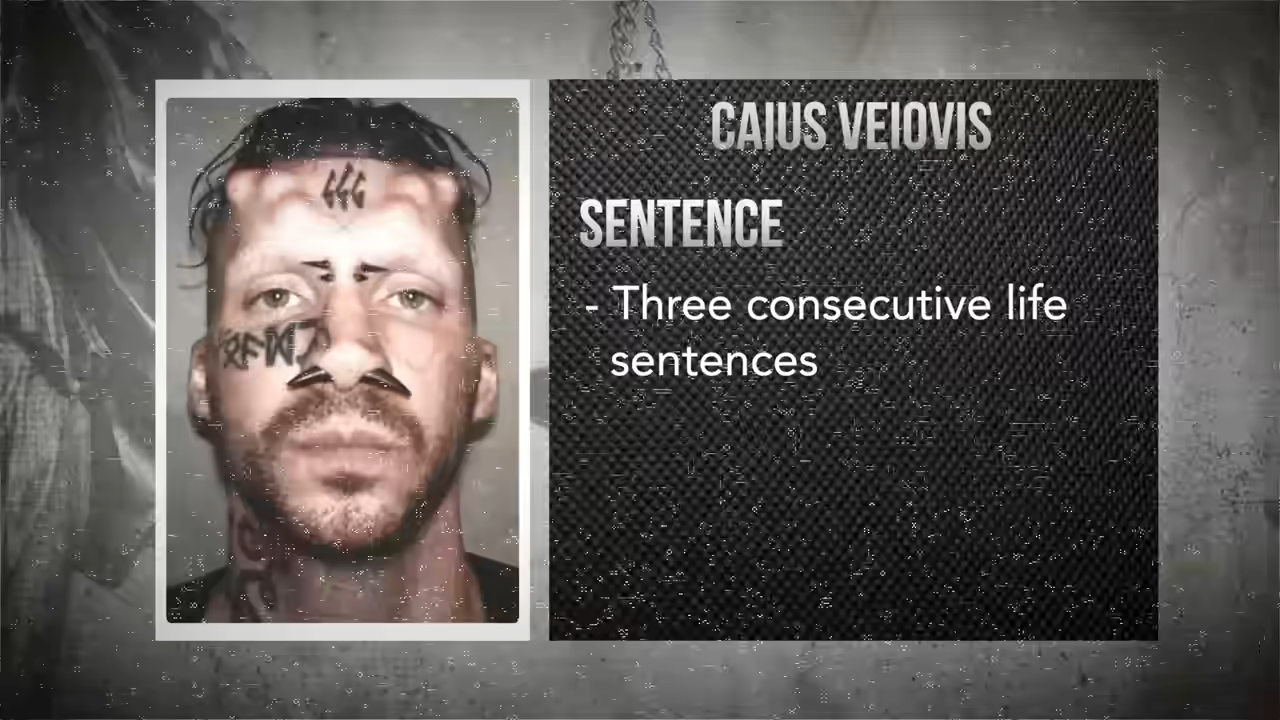 CAIUS VEIOVIS
666
SENTENCE
- Three consecutive life
sentences